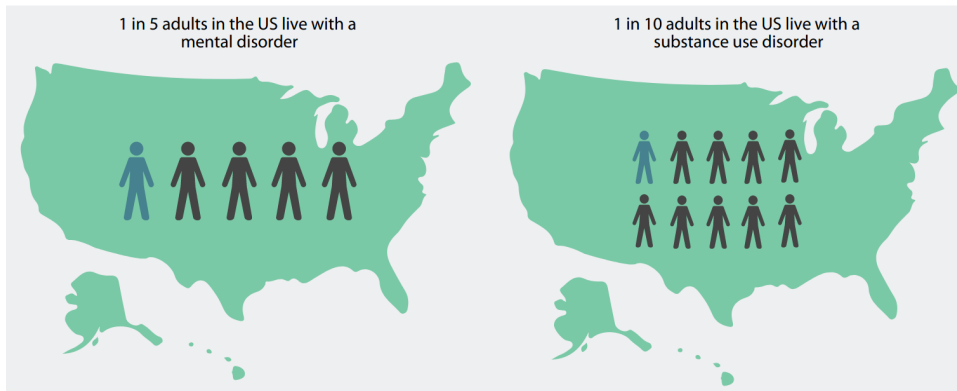 1 in 5 adults in the US live with a
mental disorder
1 in 10 adults in the US live with a
substance use disorder